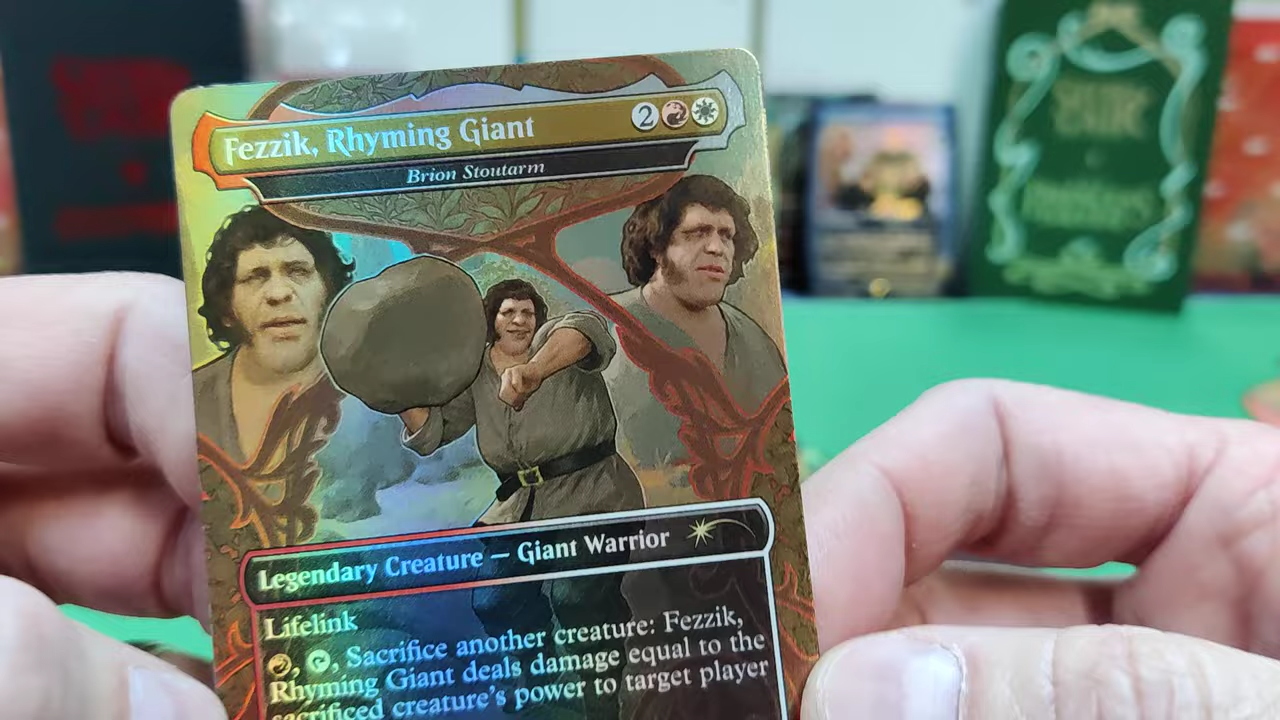 Fezzik, Rhyming Giant 2
Brion Stoutarm
Legendary Creature — Giant Warrior
Lifelink
, , Sacrifice another creature: Fezzik,
Rhyming Giant deals damage equal to the
sacrificed creature's power to target player